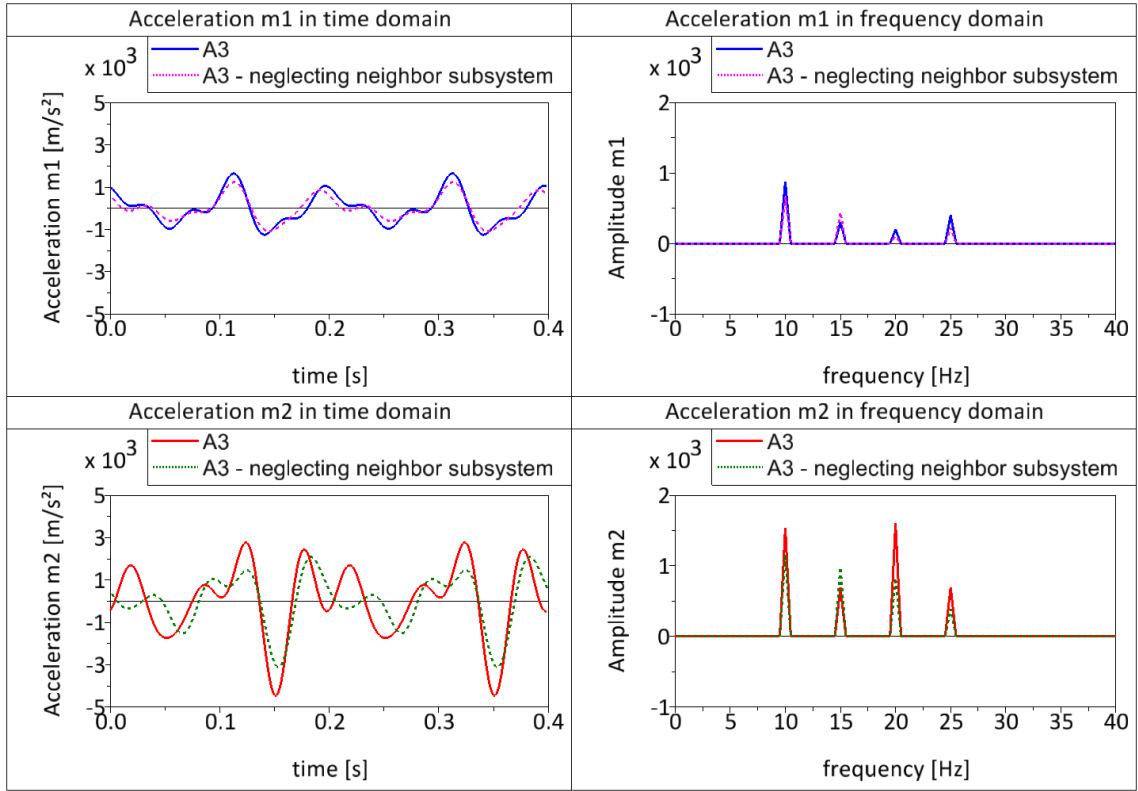 Acceleration m1 in time domain
A3
A3 - neglecting neighbor subsystem
x 10³
Acceleration m1 [m/s²]
5
3
1
-1
-3
-5
0.0 0.1 0.2 0.3 0.4
time [s]
Acceleration m1 in frequency domain
A3
A3 - neglecting neighbor subsystem
x 10³
Amplitude m1
2
1
0
-1
0 5 10 15 20 25 30 35 40
frequency [Hz]
Acceleration m2 in time domain
A3
A3 - neglecting neighbor subsystem
x 10³
Acceleration m2 [m/s²]
5
3
1
-1
-3
-5
0.0 0.1 0.2 0.3 0.4
time [s]
Acceleration m2 in frequency domain
A3
A3 - neglecting neighbor subsystem
x 10³
Amplitude m2
2
1
0
-1
0 5 10 15 20 25 30 35 40
frequency [Hz]